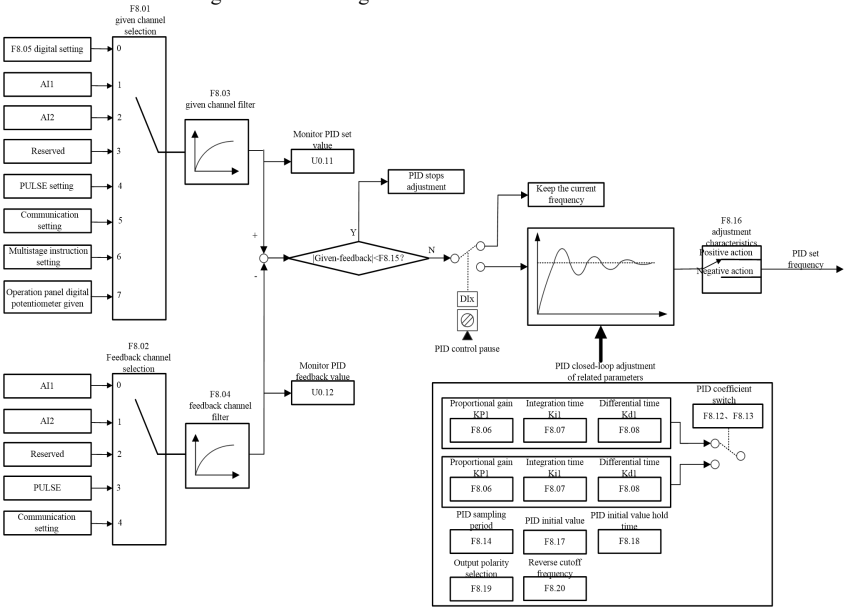 F8.01
given channel
selection
F8.05 digital setting
0
AI1
1
AI2
2
Reserved
3
PULSE setting
4
Communication
setting
5
Multistage instruction
setting
6
Operation panel digital
potentiometer given
7
F8.03
given channel filter
Monitor PID set
value
U0.11
PID stops
adjustment
Keep the current
frequency
+
-
Y
|Given-feedback|<F8.15?
N
DIx
PID control pause
F8.16
adjustment
characteristics
Positive action
Negative action
PID set
frequency
F8.02
Feedback channel
selection
AI1
0
AI2
1
Reserved
2
PULSE
3
Communication
setting
4
F8.04
feedback channel
filter
Monitor PID
feedback value
U0.12
PID closed-loop adjustment
of related parameters
Proportional gain
KP1
F8.06
Integration time
Ki1
F8.07
Differential time
Kd1
F8.08
PID coefficient
switch
F8.12、F8.13
Proportional gain
KP1
F8.06
Integration time
Ki1
F8.07
Differential time
Kd1
F8.08
PID sampling
period
F8.14
PID initial value
F8.17
PID initial value hold
time
F8.18
Output polarity
selection
F8.19
Reverse cutoff
frequency
F8.20